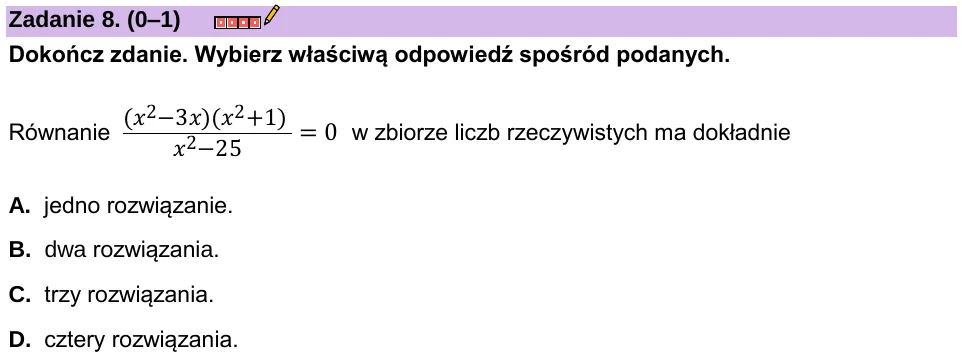 Zadanie 8. (0–1)
Dokończ zdanie. Wybierz właściwą odpowiedź spośród podanych.
Równanie (x²−3x)(x²+1)/(x²−25) = 0 w zbiorze liczb rzeczywistych ma dokładnie
A. jedno rozwiązanie.
B. dwa rozwiązania.
C. trzy rozwiązania.
D. cztery rozwiązania.